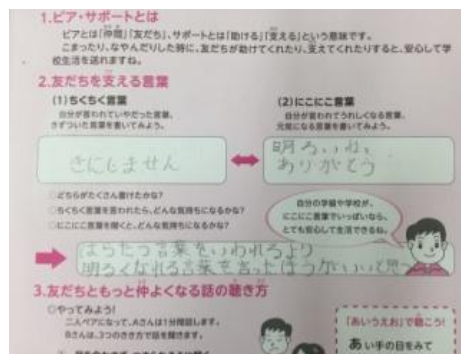 1.ピア・サポートとは
ピアとは「仲間」「友だち」、サポートとは「助ける」「支える」という意味です。
こまったり、なやんだりした時に、友だちが助けてくれたり、支えてくれたりすると、安心して学
校生活を送れますね。
2.友だちを支える言葉
(1)ちくちく言葉
自分が言われていやだった言葉、
きずついた言葉を書いてみよう。
(2)にこにこ言葉
自分が言われてうれしくなる言葉、
元気になる言葉を書いてみよう。
きにしません
明るいね
ありがとう
○どちらがたくさん書けたかな?
○ちくちく言葉を言われたら、どんな気持ちになるかな?
○にこにこ言葉を聞くと、どんな気持ちになるかな?
自分の学級や学校が、
にこにこ言葉でいっぱいなら、
とても安心して生活できるね。
はらたつ言葉をいわれるより
明るくなれる言葉を言ったほうがいいと思
3.友だちともっと仲よくなる話の聴き方
○やってみよう!
二人ペアになって、Aさんは1分間話します。
Bさんは、3つのきき方で話を聞きます。
「あいうえお」で聴こう!
あ い手の目をみて